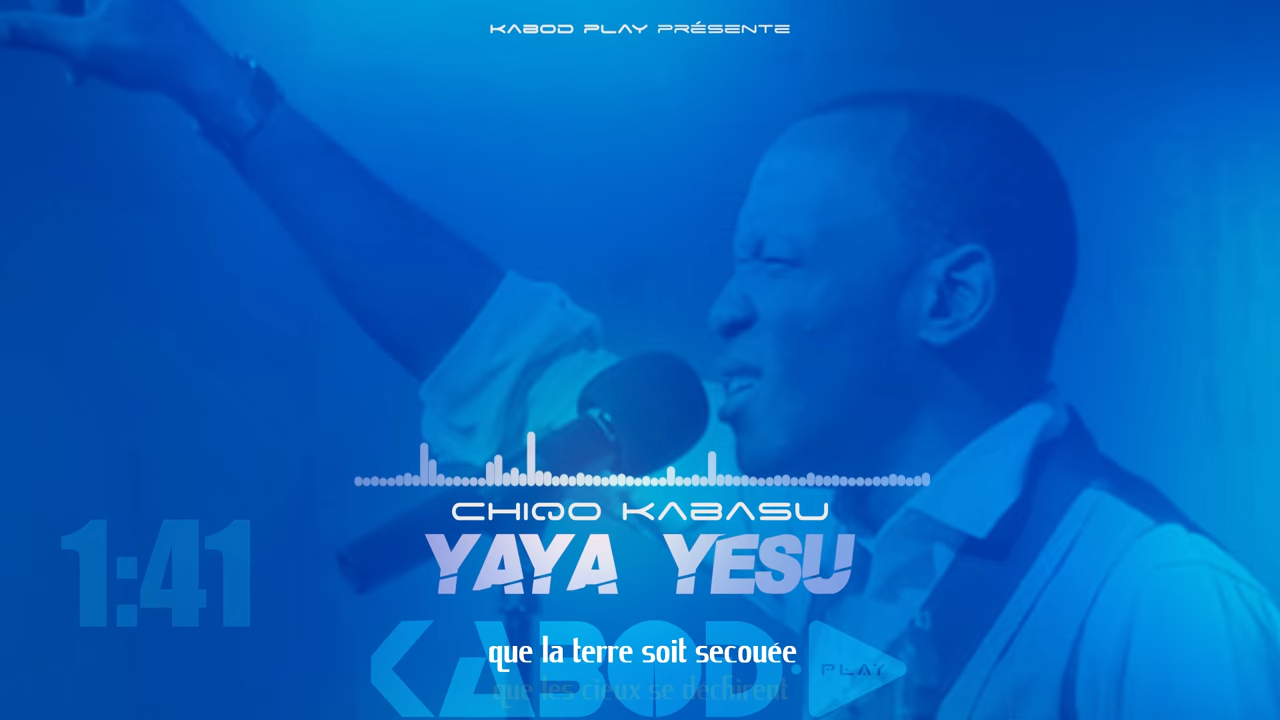 KABOD PLAY PRÉSENTE
CHIQO KABASU
YAYA YESU
1:41
que la terre soit secouée
que les cieux se déchirent
KABOD PLAY